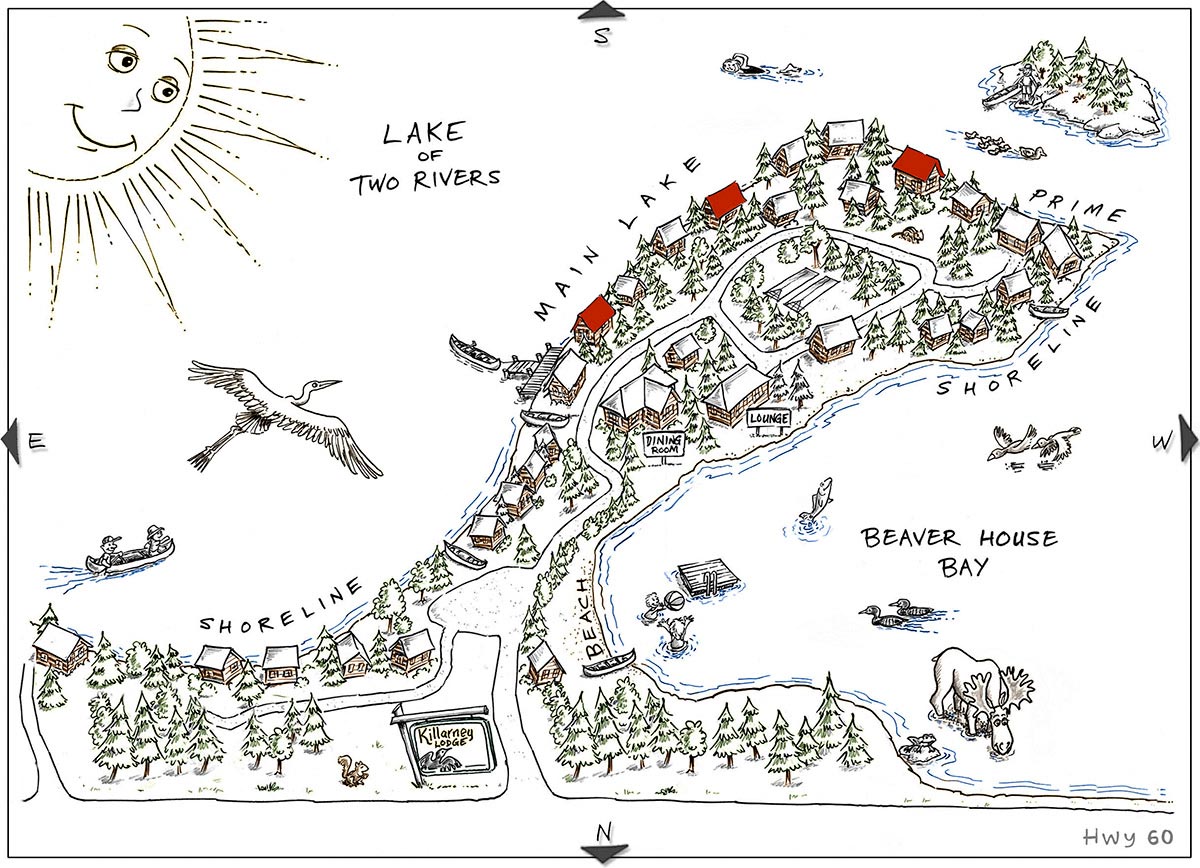 S
LAKE
OF
TWO RIVERS
MAIN LAKE
PRIME
SHORELINE
E
W
DINING
ROOM
LOUNGE
BEAVER HOUSE
BAY
SHORELINE
BEACH
Killarney
LODGE
N
Hwy 60